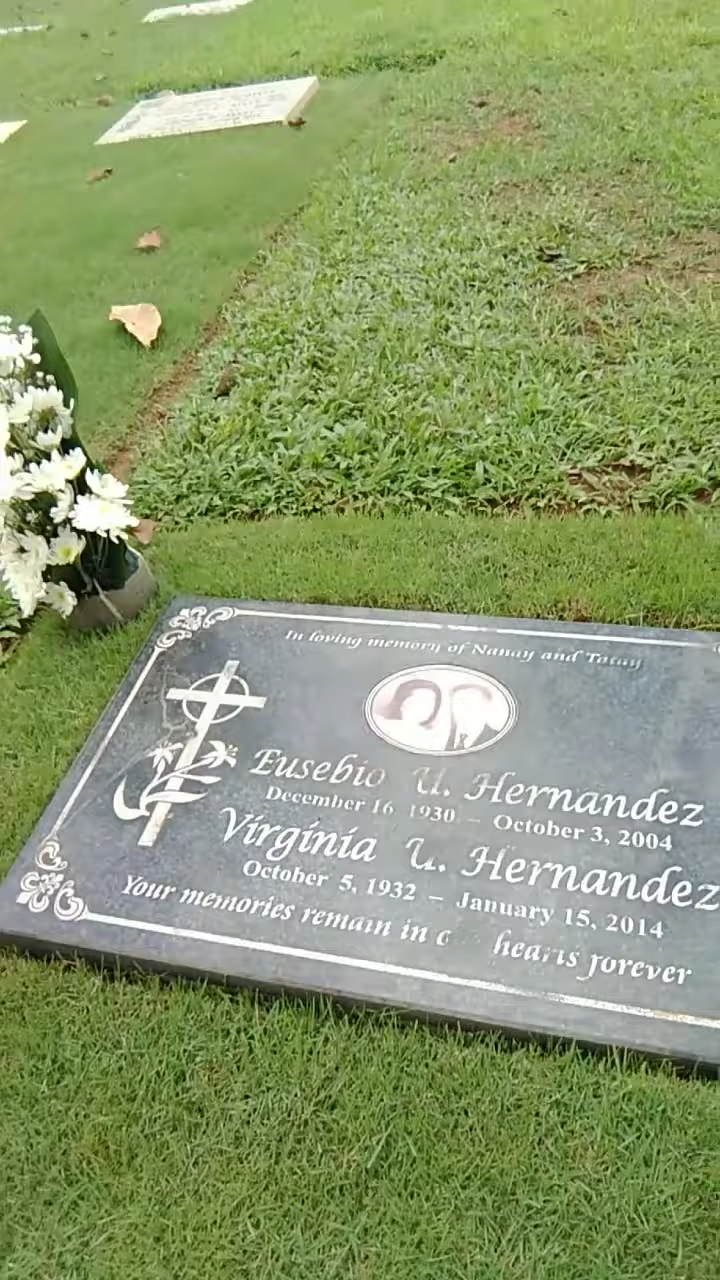 In loving memory of Nanay and Tatay
Eusebio U. Hernandez
December 16 1930 – October 3, 2004
Virginia U. Hernandez
October 5, 1932 – January 15, 2014
Your memories remain in hearts forever